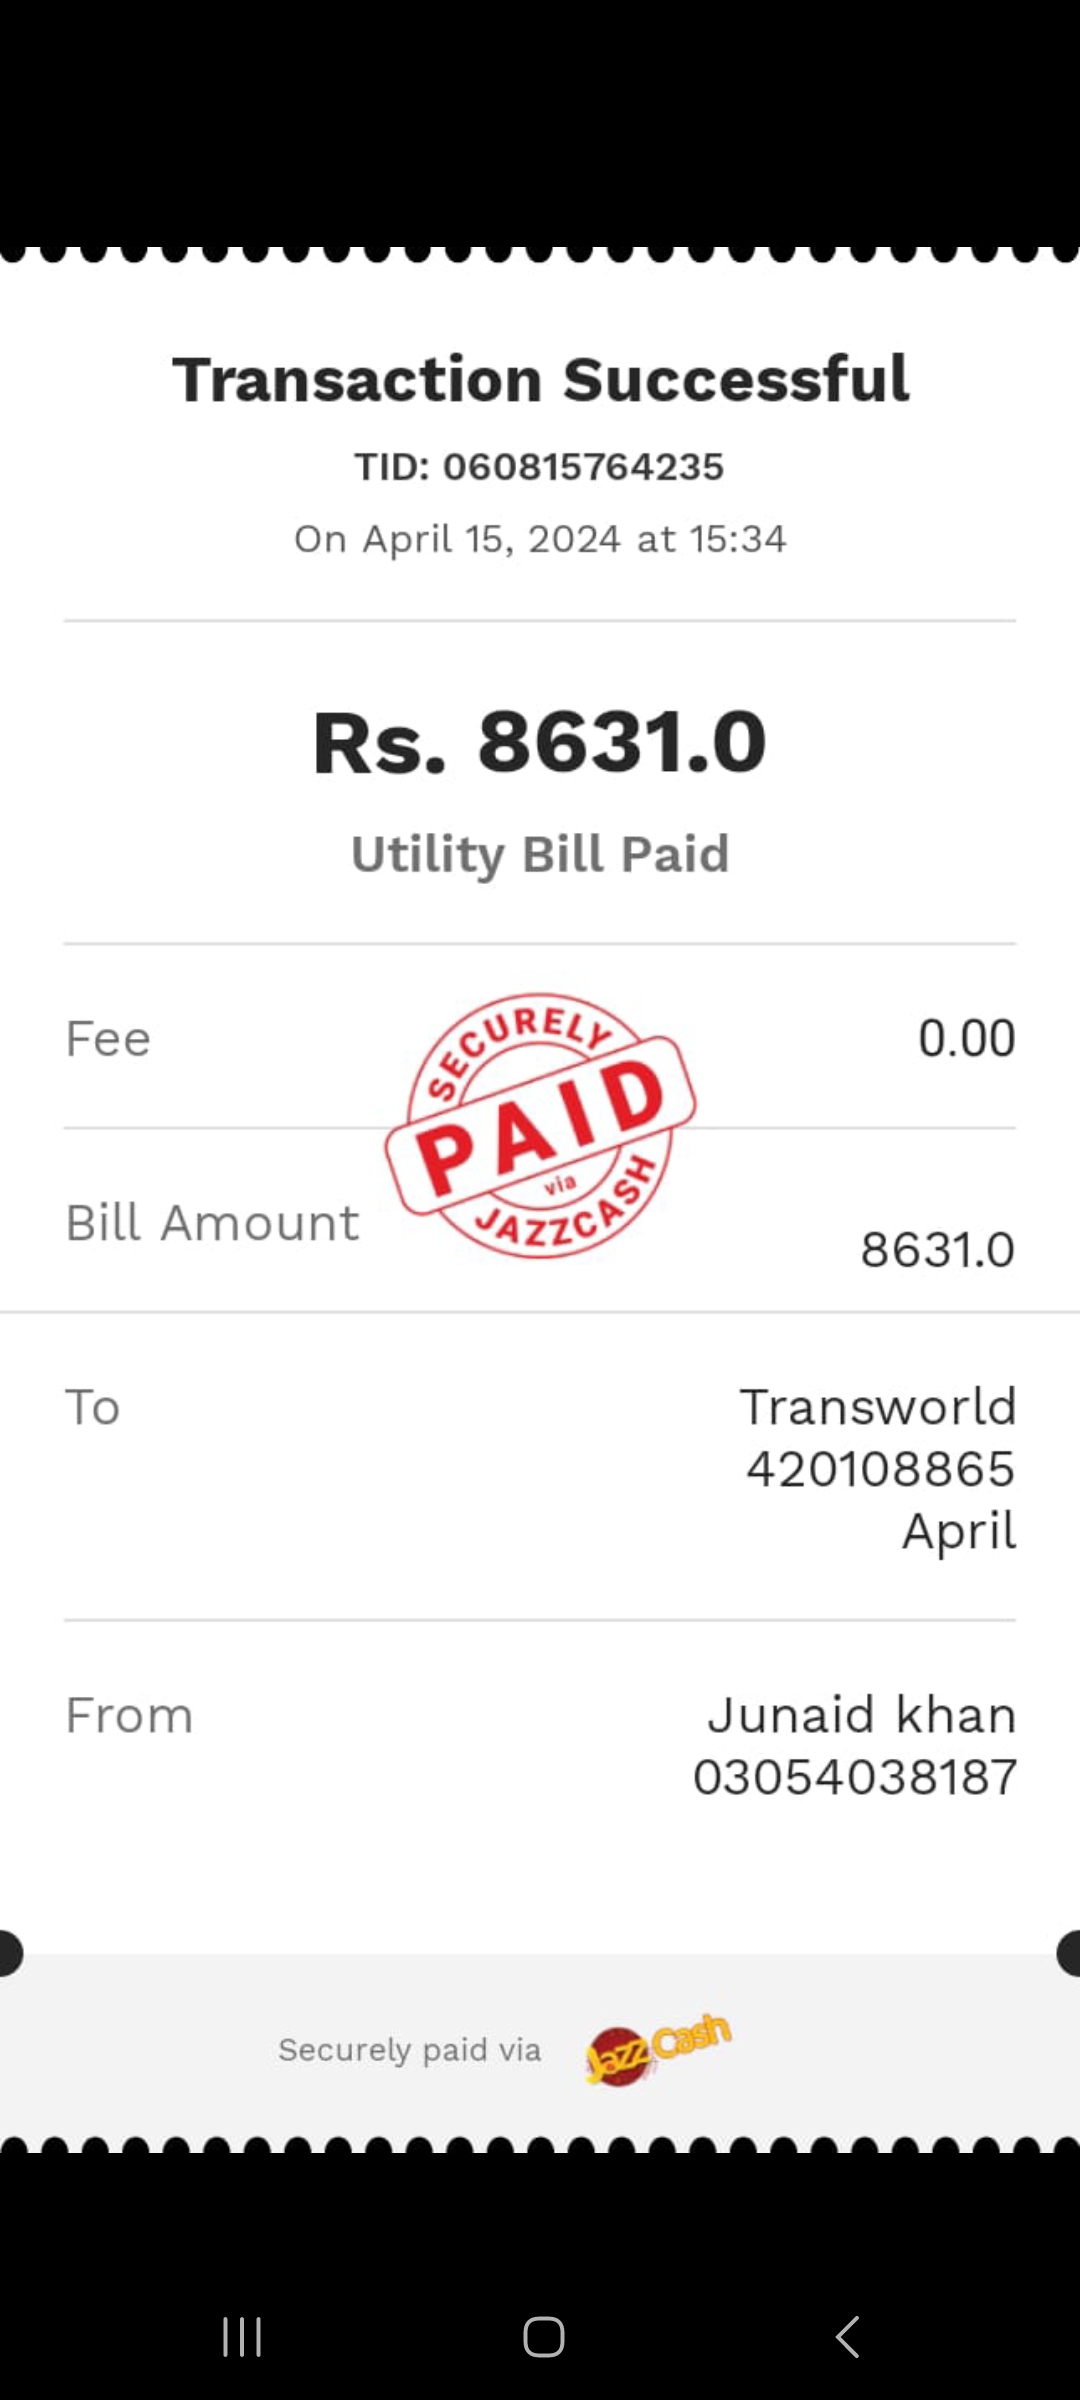 Transaction Successful
TID: 060815764235
On April 15, 2024 at 15:34
Rs. 8631.0
Utility Bill Paid
Fee
0.00
SECURELY
PAID
via
JAZZCASH
Bill Amount
8631.0
To
Transworld
420108865
April
From
Junaid khan
03054038187
Securely paid via
JazzCash